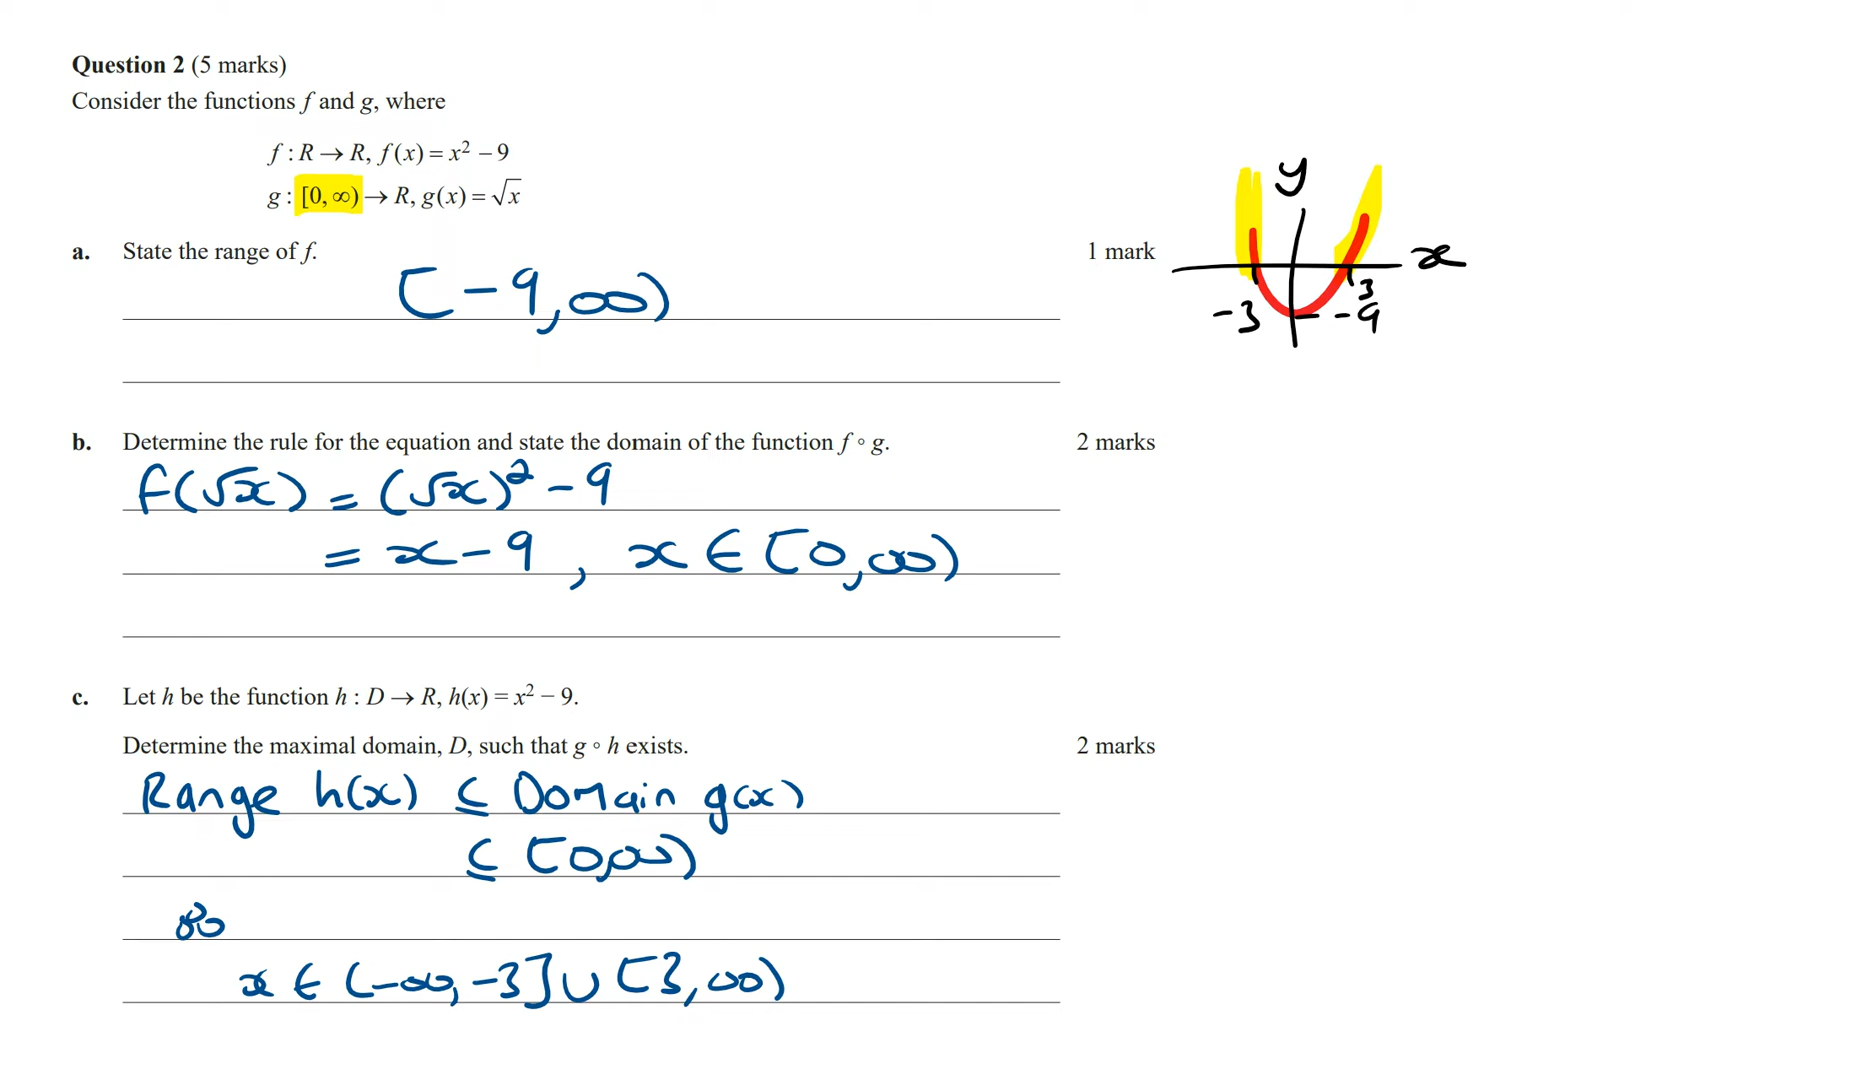 Question 2 (5 marks)
Consider the functions f and g, where
f : R → R, f(x) = x² − 9
g : [0, ∞) → R, g(x) = √x
a. State the range of f. 1 mark
[-9, ∞)
y
x
-3
3
-9
b. Determine the rule for the equation and state the domain of the function f ∘ g. 2 marks
f(√x) = (√x)² - 9
= x - 9 , x ∈ [0, ∞)
c. Let h be the function h : D → R, h(x) = x² − 9.
Determine the maximal domain, D, such that g ∘ h exists. 2 marks
Range h(x) ⊆ Domain g(x)
⊆ [0, ∞)
So
x ∈ (-∞, -3] ∪ [3, ∞)